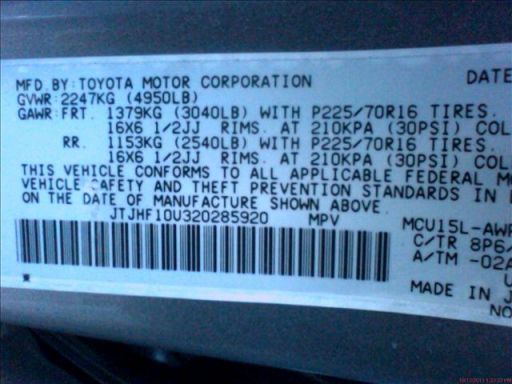 MFD. BY: TOYOTA MOTOR CORPORATION DATE
GVWR: 2247KG (4950LB)
GAWR: FRT. 1379KG (3040LB) WITH P225/70R16 TIRES.
16X6 1/2JJ RIMS. AT 210KPA (30PSI) COL
RR. 1153KG (2540LB) WITH P225/70R16 TIRES.
16X6 1/2JJ RIMS. AT 210KPA (30PSI) COL
THIS VEHICLE CONFORMS TO ALL APPLICABLE FEDERAL M
VEHICLE SAFETY AND THEFT PREVENTION STANDARDS IN
ON THE DATE OF MANUFACTURE SHOWN ABOVE
JTJHF10U320285920 MPV
MCU15L-AW
C/TR 8P6/
A/TM -02A
MADE IN J
NO